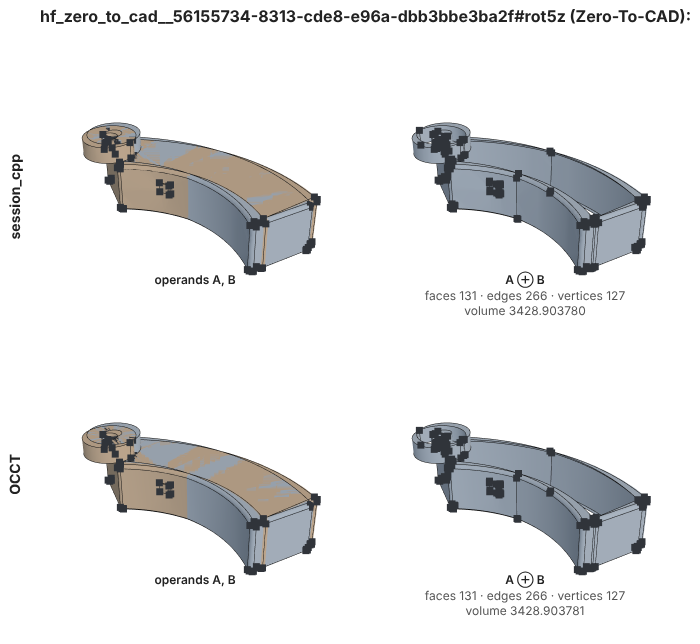 hf_zero_to_cad__56155734-8313-cde8-e96a-dbb3bbe3ba2f#rot5z (Zero-To-CAD):
session_cpp
operands A, B
A ⊕ B
faces 131 · edges 266 · vertices 127
volume 3428.903780
OCCT
operands A, B
A ⊕ B
faces 131 · edges 266 · vertices 127
volume 3428.903781